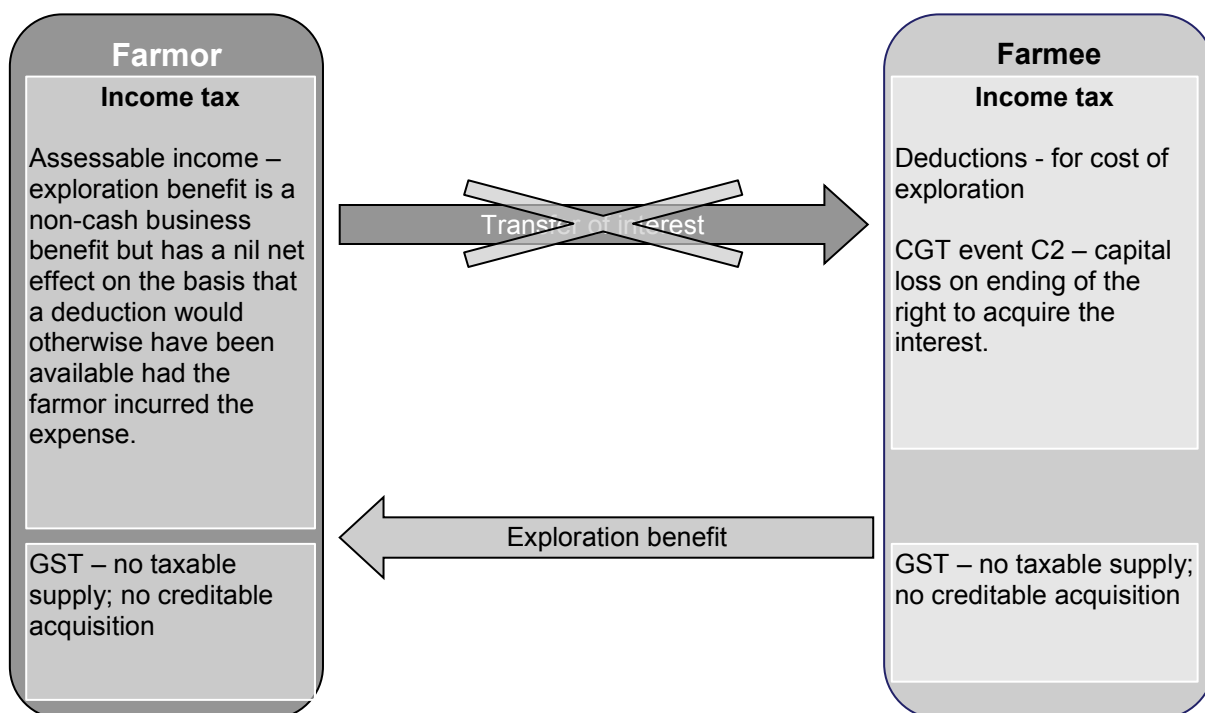 Farmor
Income tax
Assessable income –
exploration benefit is a
non-cash business
benefit but has a nil net
effect on the basis that
a deduction would
otherwise have been
available had the
farmor incurred the
expense.
GST – no taxable
supply; no creditable
acquisition
Transfer of interest
Exploration benefit
Farmee
Income tax
Deductions - for cost of
exploration
CGT event C2 – capital
loss on ending of the
right to acquire the
interest.
GST – no taxable supply;
no creditable acquisition